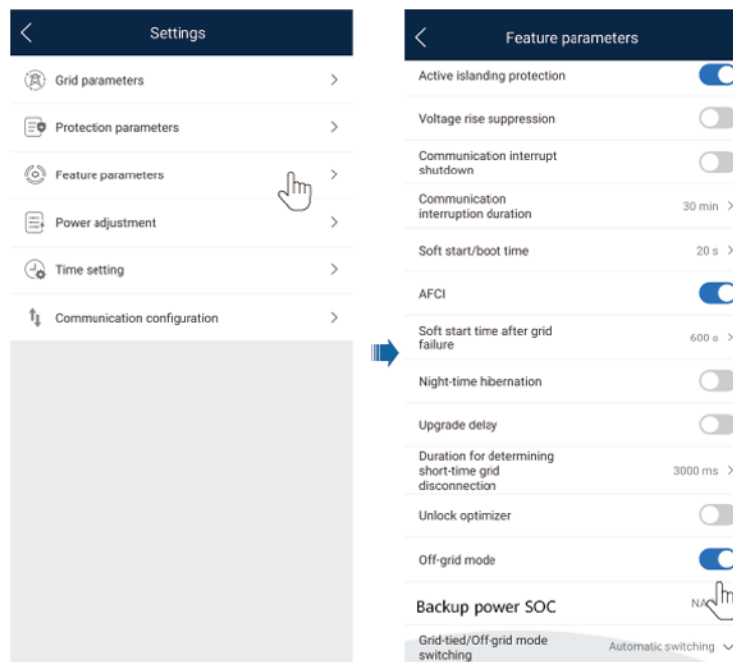 Settings
Grid parameters
Protection parameters
Feature parameters
Power adjustment
Time setting
Communication configuration
Feature parameters
Active islanding protection
Voltage rise suppression
Communication interrupt
shutdown
Communication
interruption duration
30 min
Soft start/boot time
20 s
AFCI
Soft start time after grid
failure
600 s
Night-time hibernation
Upgrade delay
Duration for determining
short-time grid
disconnection
3000 ms
Unlock optimizer
Off-grid mode
Backup power SOC
NA
Grid-tied/Off-grid mode
switching
Automatic switching